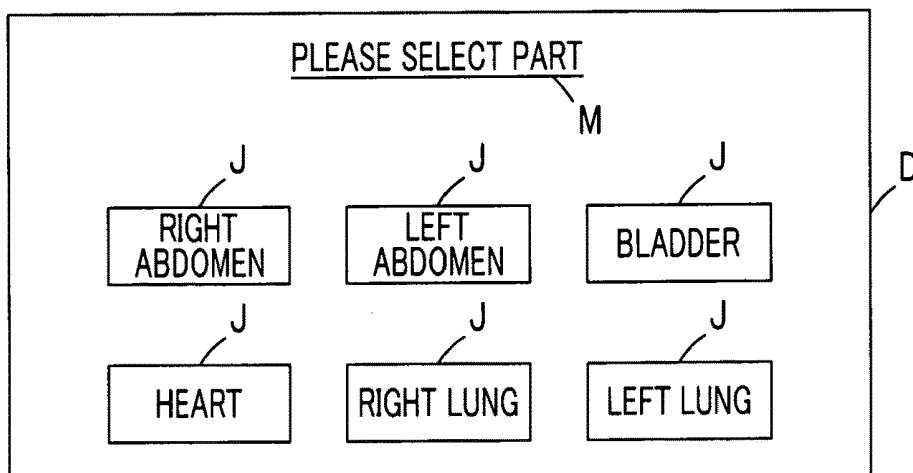 PLEASE SELECT PART
M
D
J J J
RIGHT
ABDOMEN
LEFT
ABDOMEN
BLADDER
J J J
HEART RIGHT LUNG LEFT LUNG